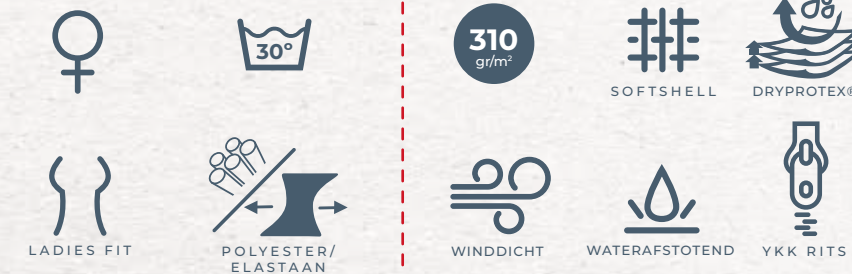 30°
310
gr/m²
SOFTSHELL
DRYPROTEX®
LADIES FIT
POLYESTER/
ELASTAAN
WINDDICHT
WATERAFSTOTEND
YKK RITS